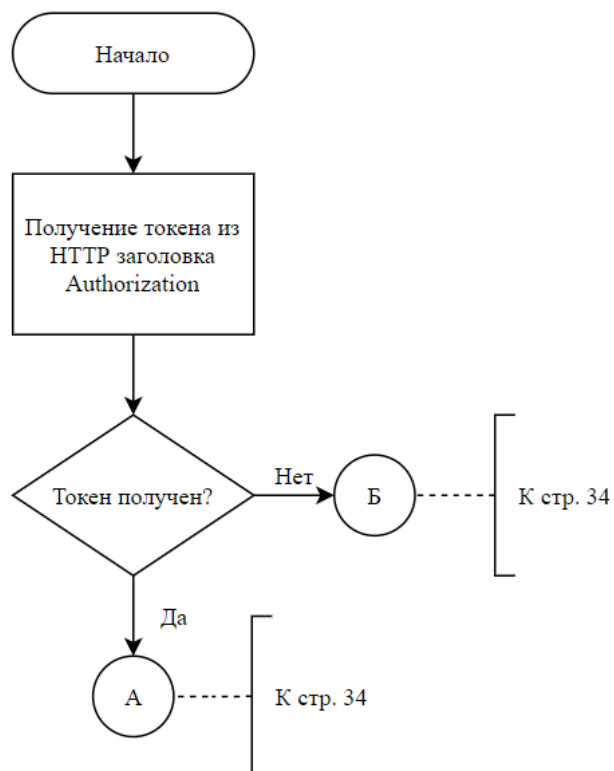 Начало
Получение токена из
HTTP заголовка
Authorization
Токен получен?
Нет
Б
К стр. 34
Да
А
К стр. 34